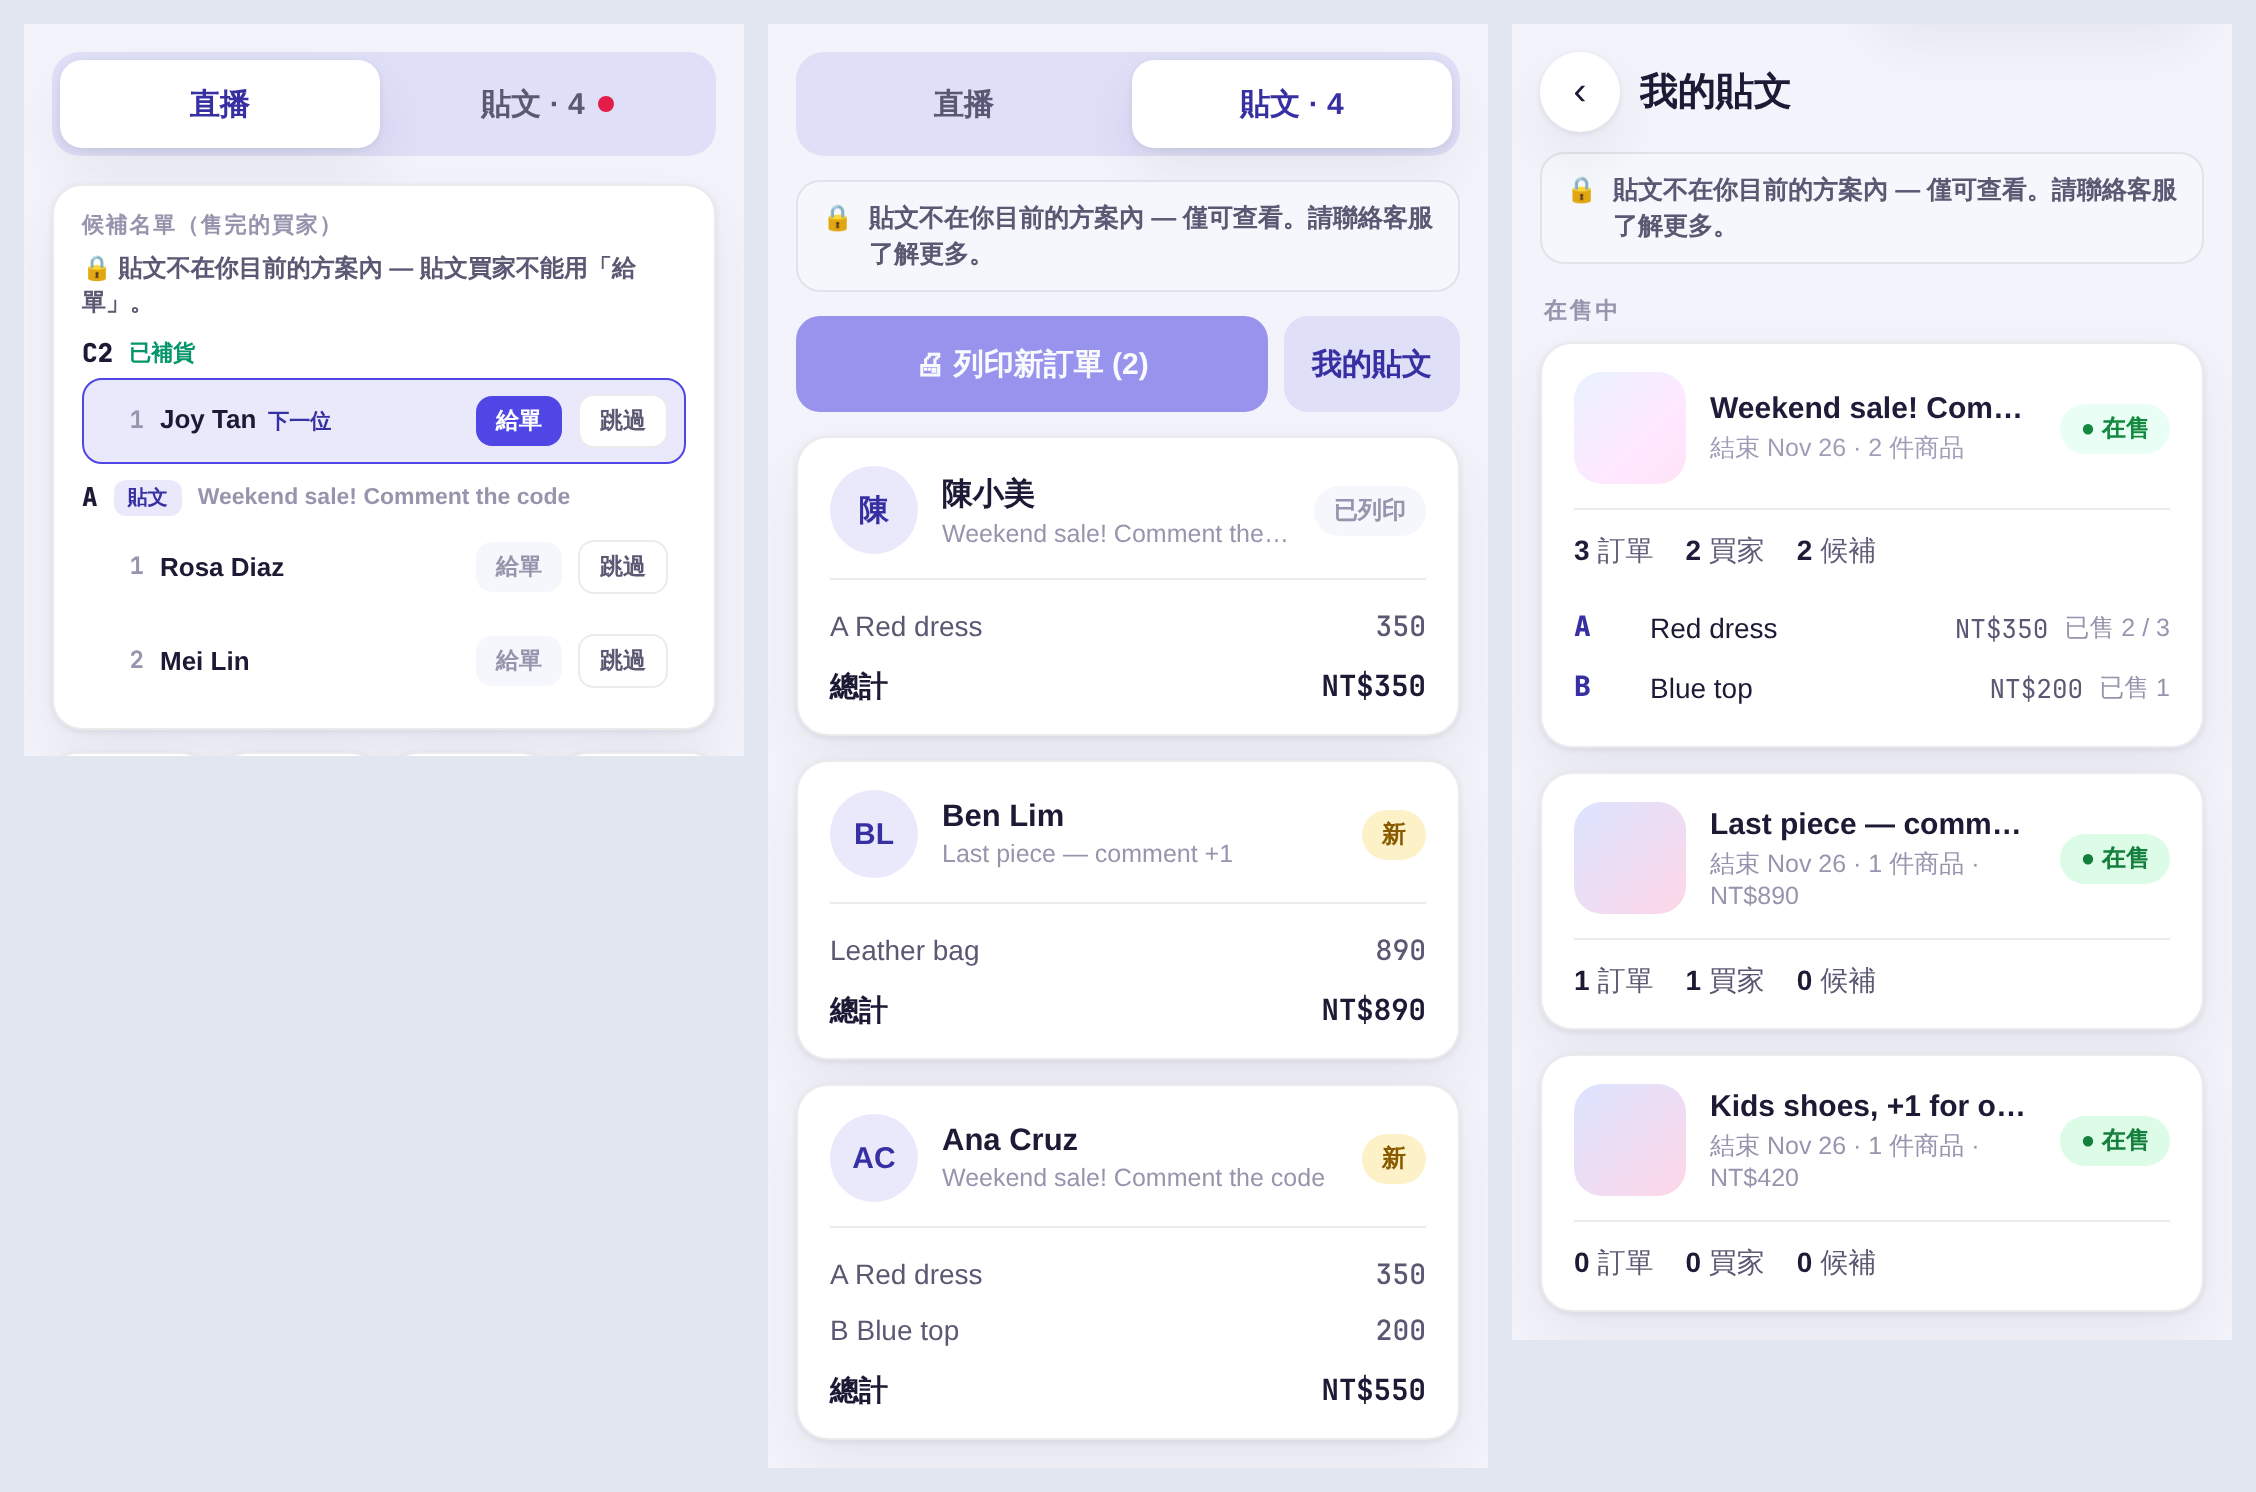 直播
貼文 · 4
候補名單（售完的買家）
🔒 貼文不在你目前的方案內 — 貼文買家不能用「給
單」。
C2 已補貨
1 Joy Tan 下一位 給單 跳過
A 貼文 Weekend sale! Comment the code
1 Rosa Diaz 給單 跳過
2 Mei Lin 給單 跳過
直播
貼文 · 4
🔒 貼文不在你目前的方案內 — 僅可查看。請聯絡客服
了解更多。
🖨 列印新訂單 (2)
我的貼文
陳
陳小美
Weekend sale! Comment the…
已列印
A Red dress 350
總計 NT$350
BL
Ben Lim
Last piece — comment +1
新
Leather bag 890
總計 NT$890
AC
Ana Cruz
Weekend sale! Comment the code
新
A Red dress 350
B Blue top 200
總計 NT$550
‹ 我的貼文
🔒 貼文不在你目前的方案內 — 僅可查看。請聯絡客服
了解更多。
在售中
Weekend sale! Com…
結束 Nov 26 · 2 件商品
● 在售
3 訂單 2 買家 2 候補
A Red dress NT$350 已售 2 / 3
B Blue top NT$200 已售 1
Last piece — comm…
結束 Nov 26 · 1 件商品 ·
NT$890
● 在售
1 訂單 1 買家 0 候補
Kids shoes, +1 for o…
結束 Nov 26 · 1 件商品 ·
NT$420
● 在售
0 訂單 0 買家 0 候補